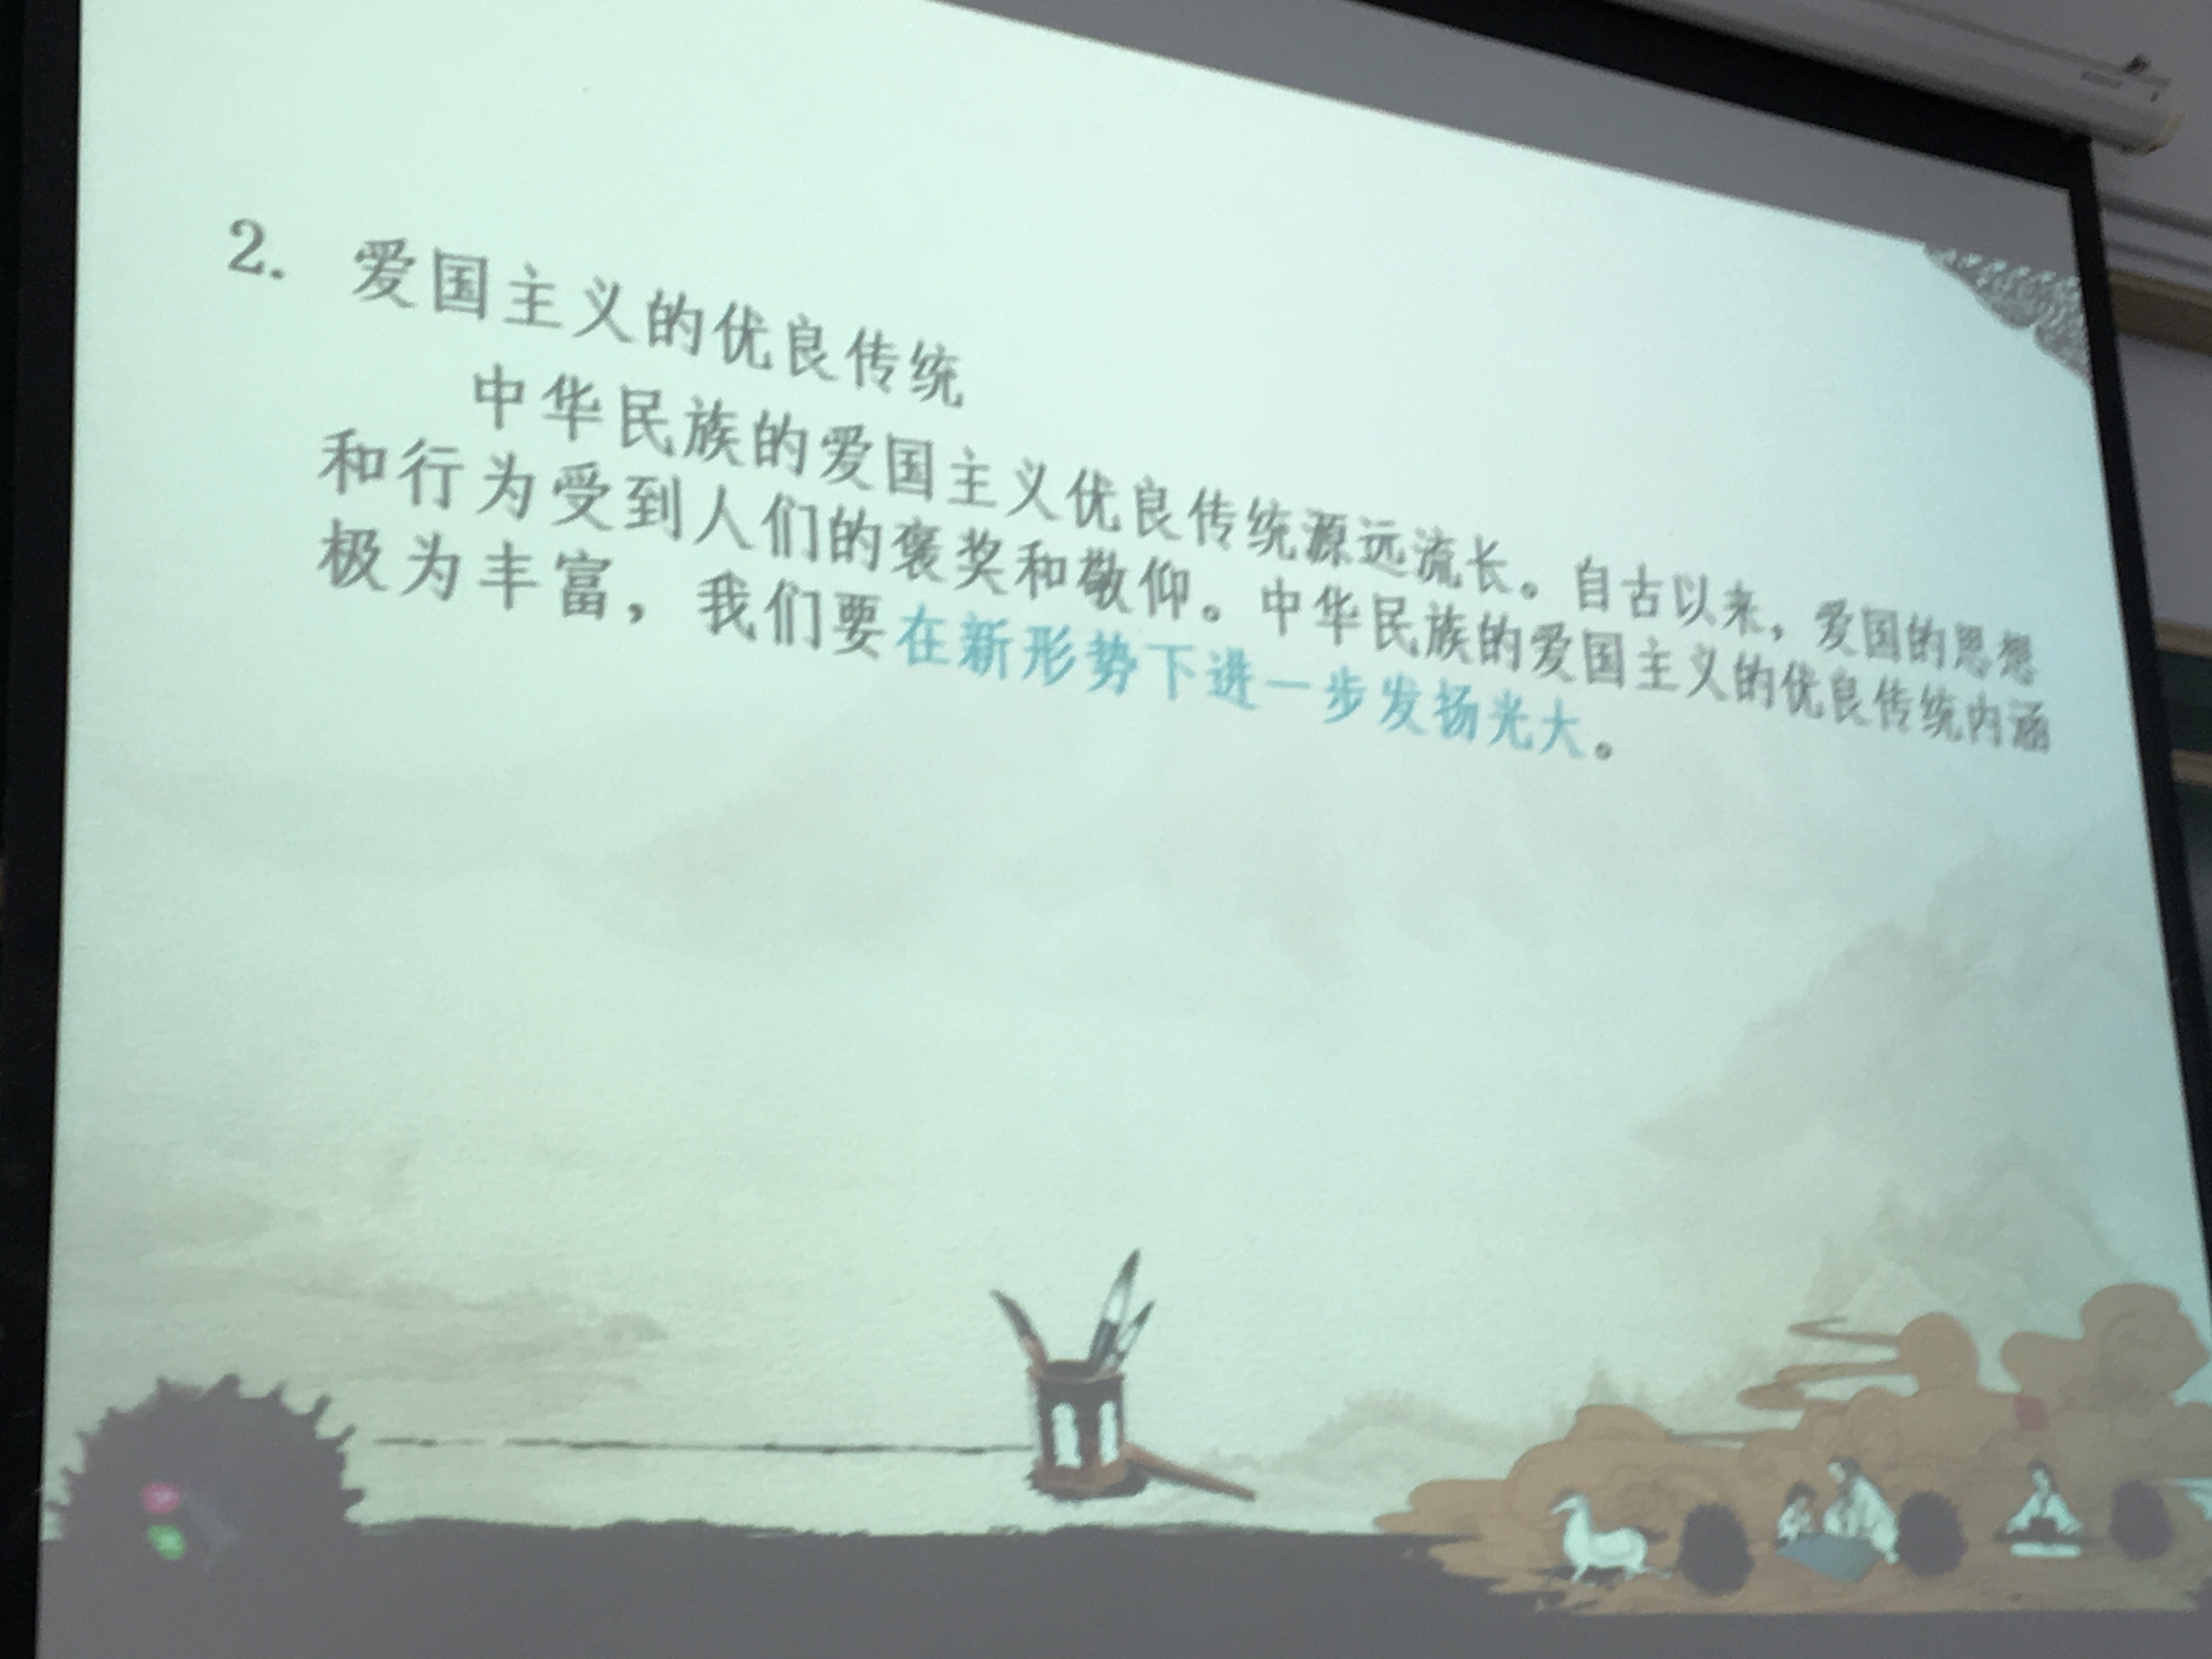 2. 爱国主义的优良传统
中华民族的爱国主义优良传统源远流长。自古以来，爱国的思想
和行为受到人们的褒奖和敬仰。中华民族的爱国主义的优良传统内涵
极为丰富，我们要在新形势下进一步发扬光大。